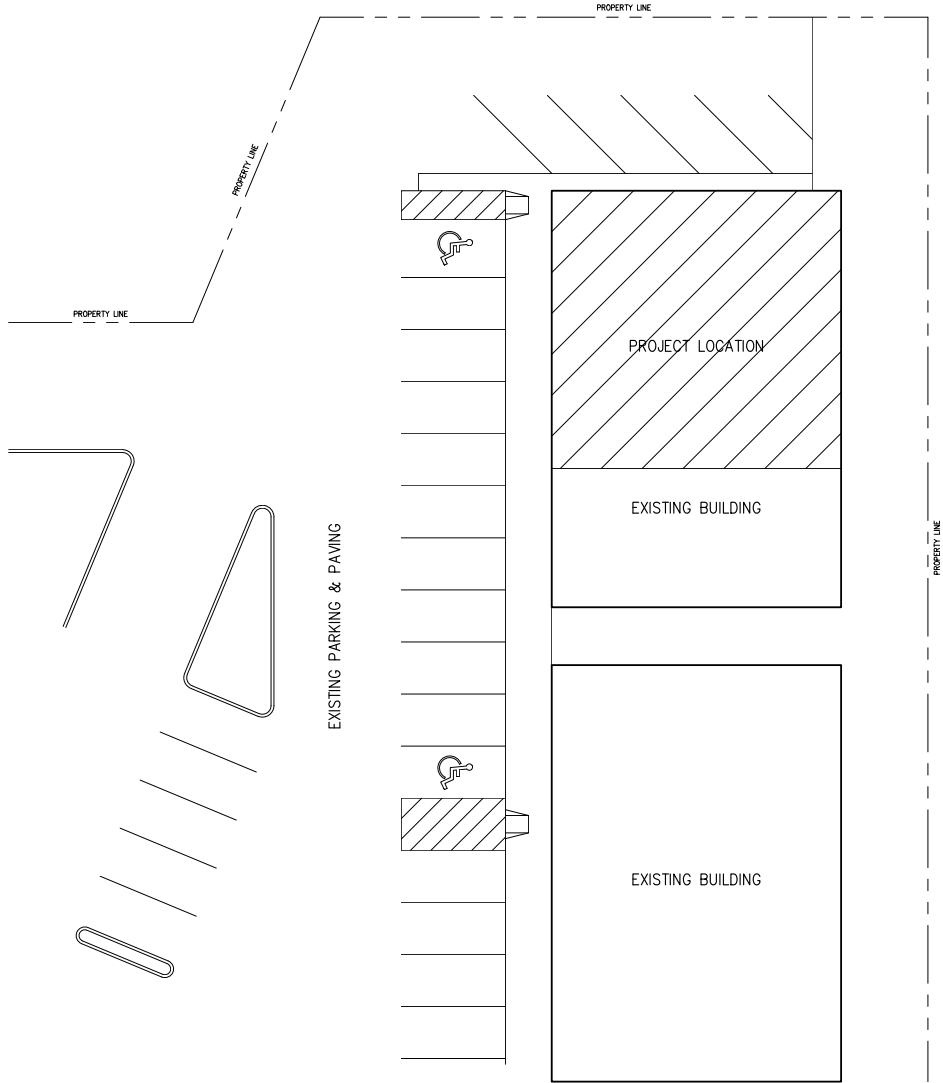 PROPERTY LINE
PROPERTY LINE
PROPERTY LINE
PROJECT LOCATION
EXISTING BUILDING
EXISTING PARKING & PAVING
PROPERTY LINE
EXISTING BUILDING